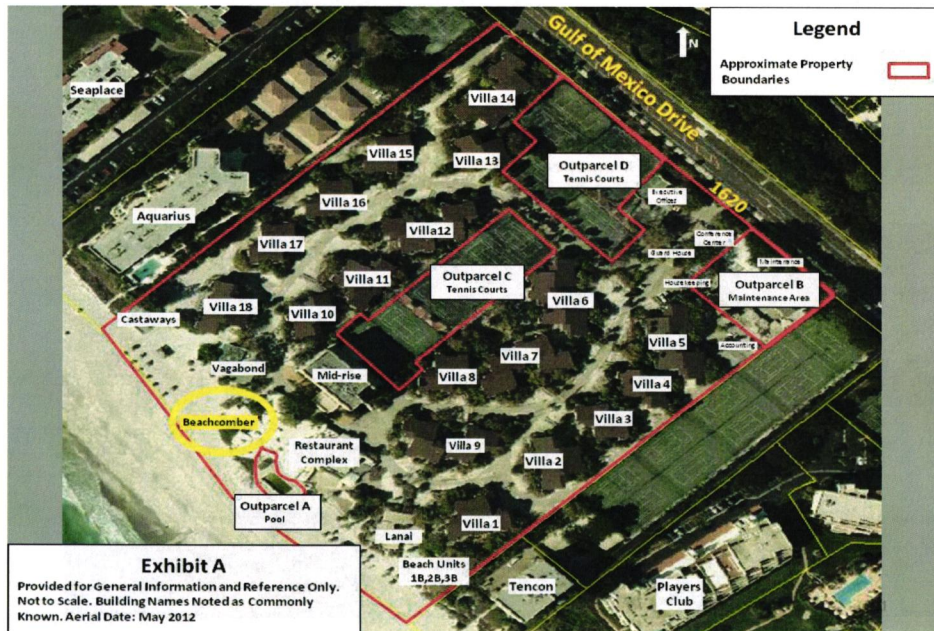 Legend
Approximate Property
Boundaries
N
Gulf of Mexico Drive
1620
Seaplace
Villa 14
Villa 15
Villa 13
Outparcel D
Tennis Courts
Executive
Offices
Villa 16
Aquarius
Villa12
Conference
Center
Villa 17
Guard House
Maintenance
Villa 11
Outparcel C
Tennis Courts
Housekeeping
Outparcel B
Maintenance Area
Villa 18
Villa 6
Castaways
Villa 10
Villa 5
Accounting
Vagabond
Mid-rise
Villa 7
Villa 8
Villa 4
Beachcomber
Villa 3
Restaurant
Complex
Villa 9
Villa 2
Outparcel A
Pool
Villa 1
Lanai
Beach Units
1B,2B,3B
Tencon
Players
Club
Exhibit A
Provided for General Information and Reference Only.
Not to Scale. Building Names Noted as Commonly
Known. Aerial Date: May 2012